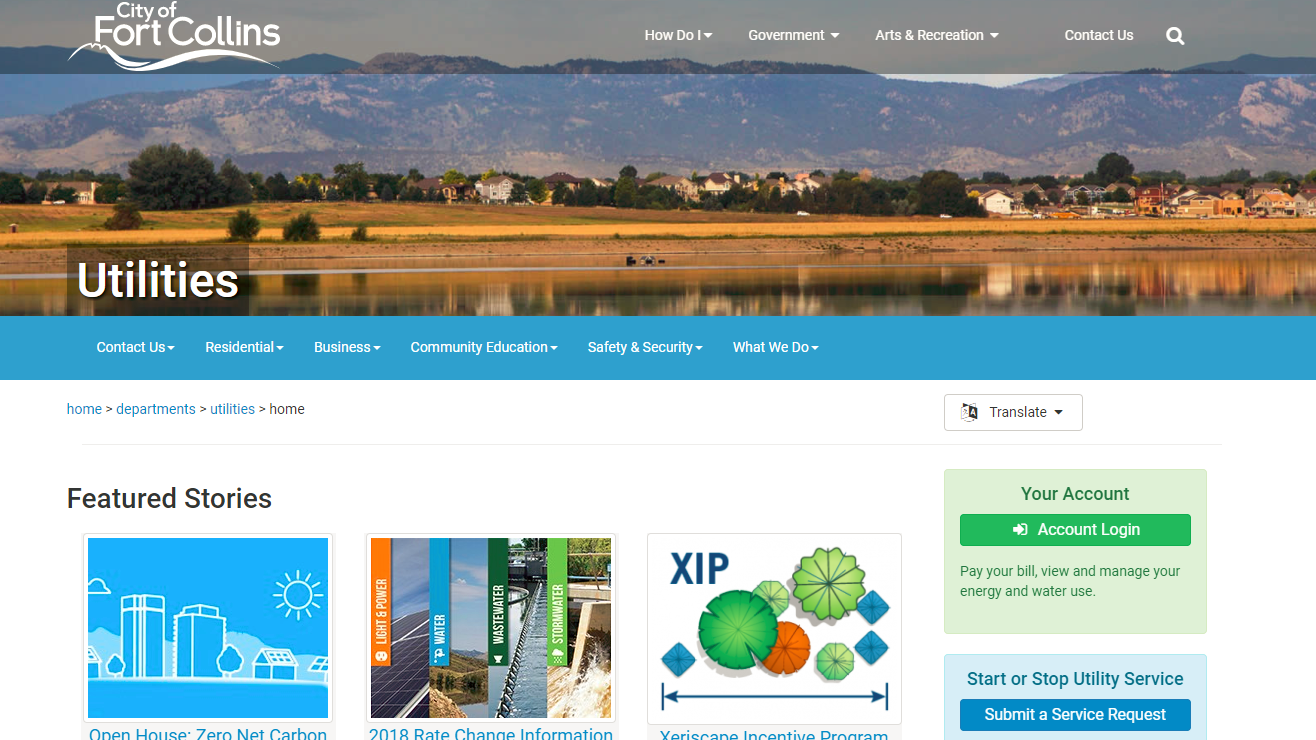 City of
Fort Collins
How Do I
Government
Arts & Recreation
Contact Us
Utilities
Contact Us
Residential
Business
Community Education
Safety & Security
What We Do
home > departments > utilities > home
Translate
Featured Stories
Your Account
Account Login
Pay your bill, view and manage your
energy and water use.
LIGHT & POWER
WATER
WASTEWATER
STORMWATER
XIP
Open House: Zero Net Carbon
2018 Rate Change Information
Xeriscape Incentive Program
Start or Stop Utility Service
Submit a Service Request